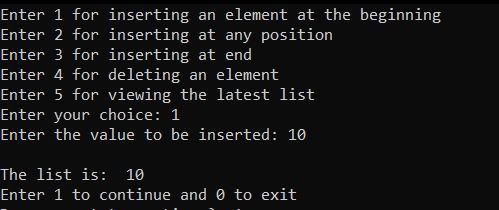 Enter 1 for inserting an element at the beginning
Enter 2 for inserting at any position
Enter 3 for inserting at end
Enter 4 for deleting an element
Enter 5 for viewing the latest list
Enter your choice: 1
Enter the value to be inserted: 10
The list is:  10
Enter 1 to continue and 0 to exit